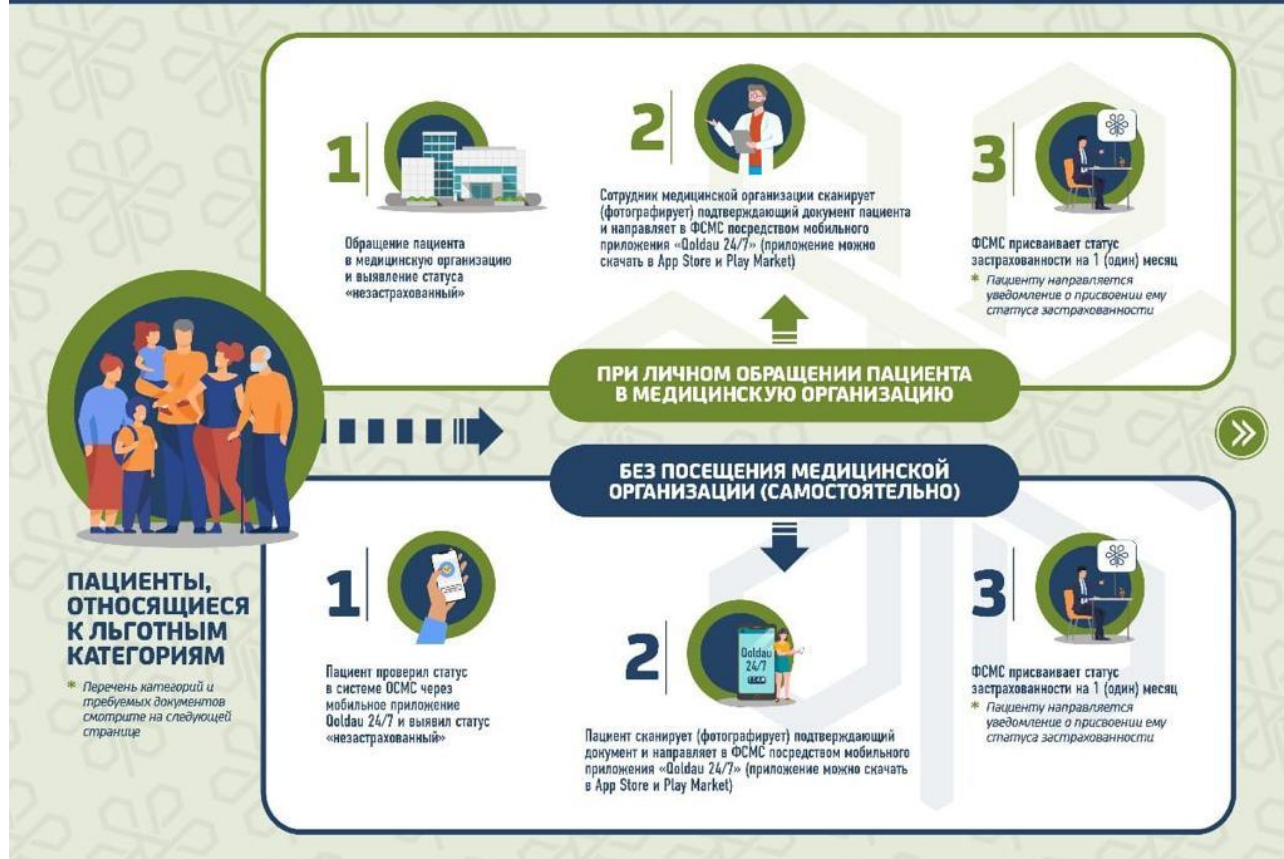 ПАЦИЕНТЫ,
ОТНОСЯЩИЕСЯ
К ЛЬГОТНЫМ
КАТЕГОРИЯМ
* Перечень категорий и
требуемых документов
смотрите на следующей
странице
1
Обращение пациента
в медицинскую организацию
и выявление статуса
«незастрахованный»
2
Сотрудник медицинской организации сканирует
(фотографирует) подтверждающий документ пациента
и направляет в ФСМС посредством мобильного
приложения «Qoldau 24/7» (приложение можно
скачать в App Store и Play Market)
3
ФСМС присваивает статус
застрахованности на 1 (один) месяц
* Пациенту направляется
уведомление о присвоении ему
статуса застрахованности
ПРИ ЛИЧНОМ ОБРАЩЕНИИ ПАЦИЕНТА
В МЕДИЦИНСКУЮ ОРГАНИЗАЦИЮ
БЕЗ ПОСЕЩЕНИЯ МЕДИЦИНСКОЙ
ОРГАНИЗАЦИИ (САМОСТОЯТЕЛЬНО)
1
Пациент проверил статус
в системе ОСМС через
мобильное приложение
Qoldau 24/7 и выявил статус
«незастрахованный»
2
Qoldau
24/7
Пациент сканирует (фотографирует) подтверждающий
документ и направляет в ФСМС посредством мобильного
приложения «Qoldau 24/7» (приложение можно скачать
в App Store и Play Market)
3
ФСМС присваивает статус
застрахованности на 1 (один) месяц
* Пациенту направляется
уведомление о присвоении ему
статуса застрахованности